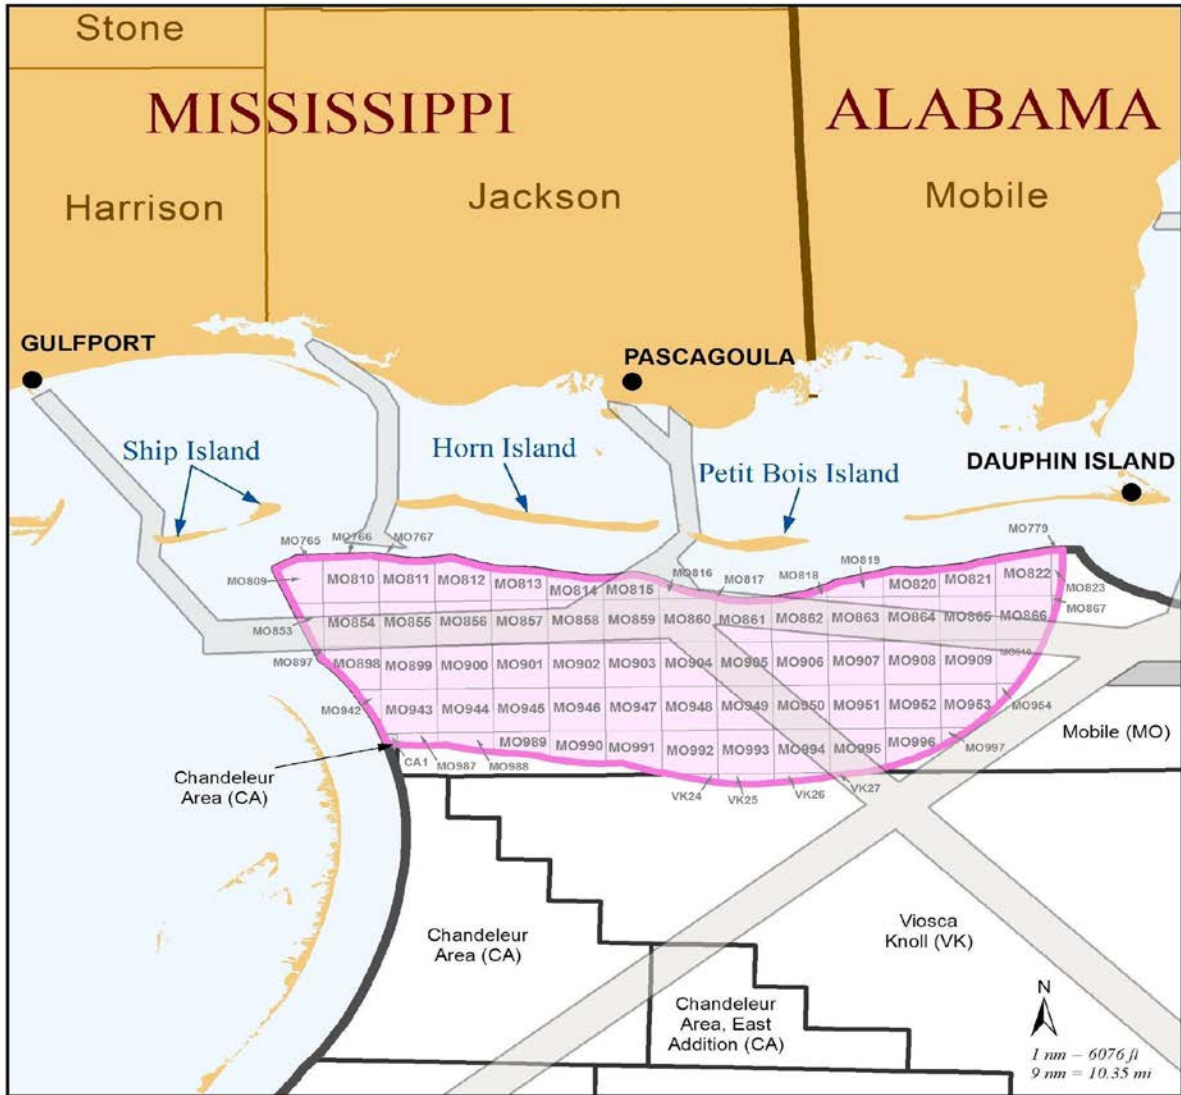 Stone
MISSISSIPPI
ALABAMA
Harrison
Jackson
Mobile
GULFPORT
PASCAGOULA
Ship Island
Horn Island
Petit Bois Island
DAUPHIN ISLAND
MO765
MO766
MO767
MO779
MO809
MO810
MO811
MO812
MO813
MO814
MO815
MO816
MO817
MO818
MO819
MO820
MO821
MO822
MO823
MO853
MO854
MO855
MO856
MO857
MO858
MO859
MO860
MO861
MO862
MO863
MO864
MO865
MO866
MO867
MO897
MO898
MO899
MO900
MO901
MO902
MO903
MO904
MO905
MO906
MO907
MO908
MO909
MO910
MO942
MO943
MO944
MO945
MO946
MO947
MO948
MO949
MO950
MO951
MO952
MO953
MO954
Mobile (MO)
CA1
MO987
MO988
MO989
MO990
MO991
MO992
MO993
MO994
MO995
MO996
MO997
Chandeleur
Area (CA)
VK24
VK25
VK26
VK27
Chandeleur
Area (CA)
Viosca
Knoll (VK)
Chandeleur
Area, East
Addition (CA)
N
1 nm = 6076 ft
9 nm = 10.35 mi